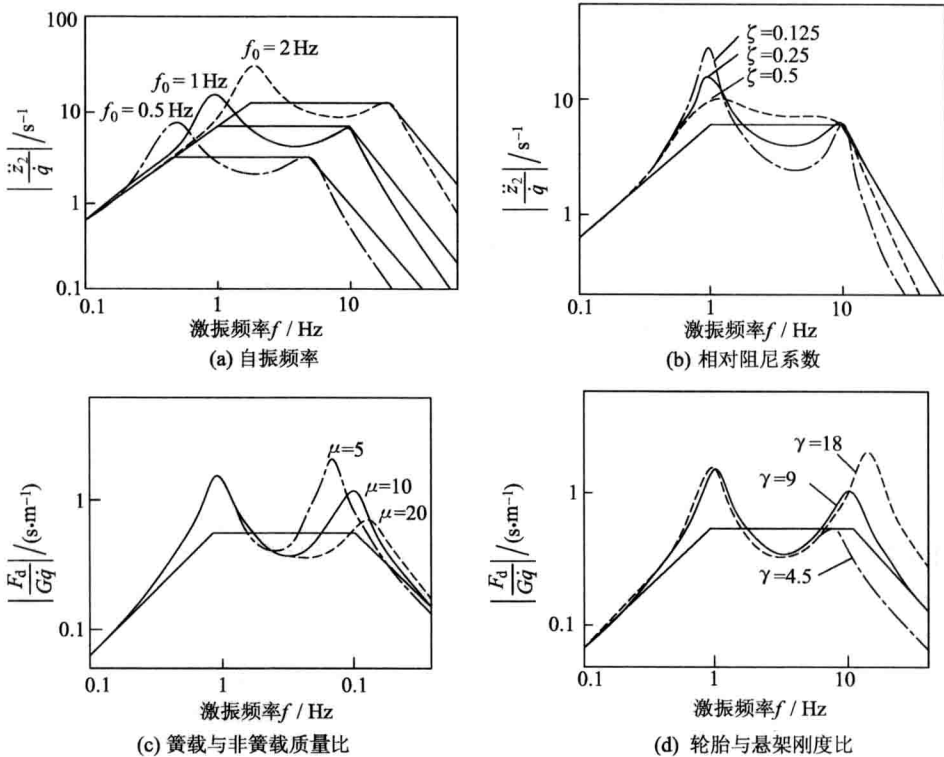 100
10
1
0.1
|z̈₂/q̇|/s⁻¹
f₀=2 Hz
f₀=1 Hz
f₀=0.5 Hz
0.1
1
10
激振频率f / Hz
(a) 自振频率
10
1
|z̈₂/q̇|/s⁻¹
ζ=0.125
ζ=0.25
ζ=0.5
0.1
1
10
激振频率f / Hz
(b) 相对阻尼系数
1
0.1
|F_d/Gq̇|/(s·m⁻¹)
μ=5
μ=10
μ=20
0.1
1
0.1
激振频率f / Hz
(c) 簧载与非簧载质量比
1
0.1
|F_d/Gq̇|/(s·m⁻¹)
γ=18
γ=9
γ=4.5
0.1
1
10
激振频率f / Hz
(d) 轮胎与悬架刚度比